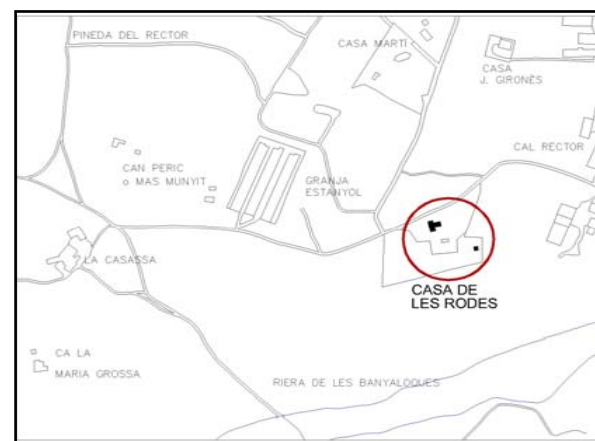 PINEDA DEL RECTOR
CASA MARTÍ
CASA
J. GIRONÈS
CAL RECTOR
CAN PERIC
o MAS MUNYIT
GRANJA
ESTANYOL
LA CASASSA
CASA DE
LES RODES
CA LA
MARIA GROSSA
RIERA DE LES BANYALOQUES